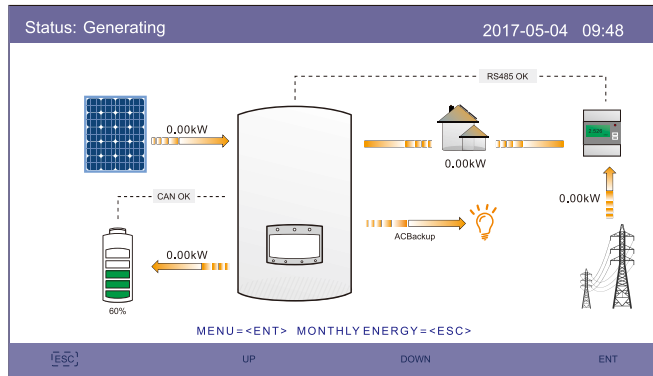 Status: Generating
2017-05-04 09:48
RS485 OK
0.00kW
0.00kW
CAN OK
0.00kW
0.00kW
ACBackup
60%
MENU=<ENT> MONTHLY ENERGY=<ESC>
ESC UP DOWN ENT